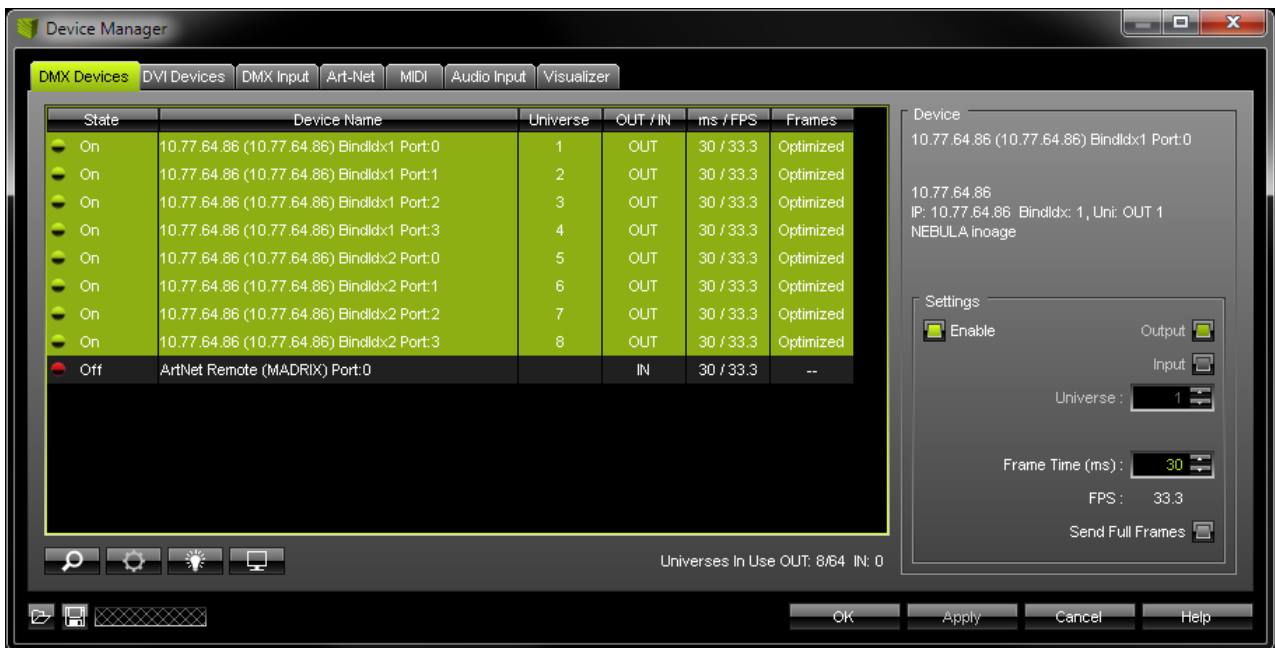 Device Manager
DMX Devices DVI Devices DMX Input Art-Net MIDI Audio Input Visualizer
State Device Name Universe OUT / IN ms / FPS Frames
On 10.77.64.86 (10.77.64.86) BindIdx1 Port:0 1 OUT 30 / 33.3 Optimized
On 10.77.64.86 (10.77.64.86) BindIdx1 Port:1 2 OUT 30 / 33.3 Optimized
On 10.77.64.86 (10.77.64.86) BindIdx1 Port:2 3 OUT 30 / 33.3 Optimized
On 10.77.64.86 (10.77.64.86) BindIdx1 Port:3 4 OUT 30 / 33.3 Optimized
On 10.77.64.86 (10.77.64.86) BindIdx2 Port:0 5 OUT 30 / 33.3 Optimized
On 10.77.64.86 (10.77.64.86) BindIdx2 Port:1 6 OUT 30 / 33.3 Optimized
On 10.77.64.86 (10.77.64.86) BindIdx2 Port:2 7 OUT 30 / 33.3 Optimized
On 10.77.64.86 (10.77.64.86) BindIdx2 Port:3 8 OUT 30 / 33.3 Optimized
Off ArtNet Remote (MADRIX) Port:0 IN 30 / 33.3 --
Universes In Use OUT: 8/64 IN: 0
Device
10.77.64.86 (10.77.64.86) BindIdx1 Port:0
10.77.64.86
IP: 10.77.64.86 BindIdx: 1, Uni: OUT 1
NEBULA inoage
Settings
Enable Output
Input
Universe : 1
Frame Time (ms) : 30
FPS : 33.3
Send Full Frames
OK Apply Cancel Help